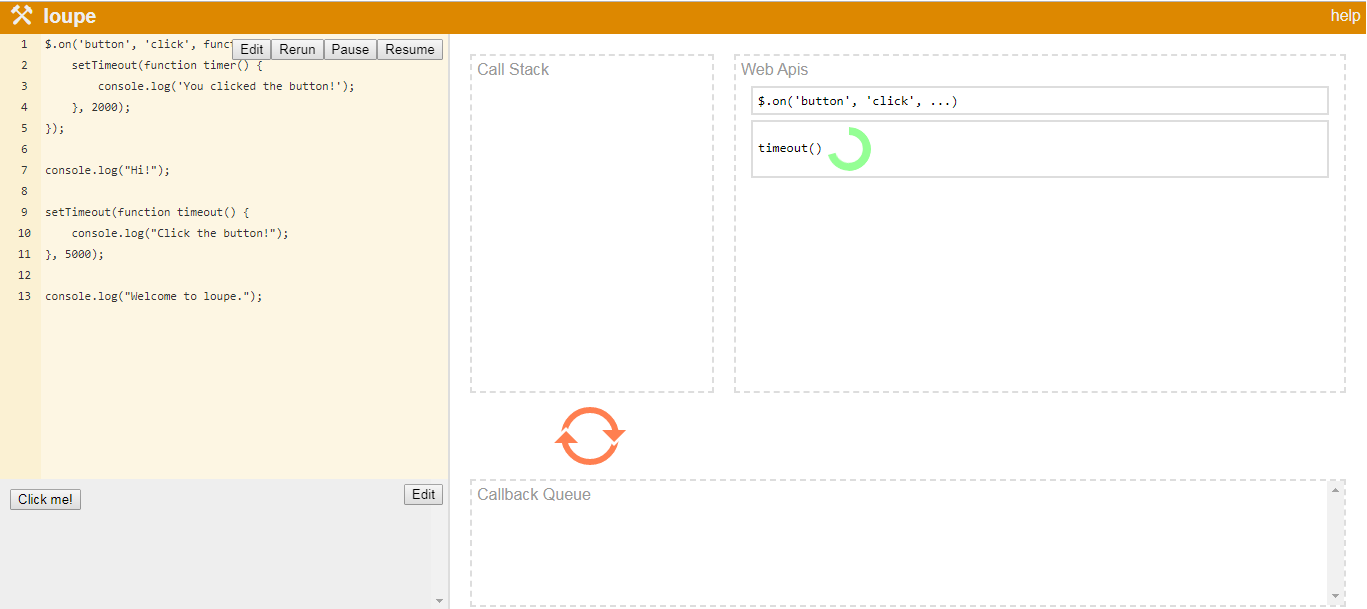 loupe
help
1 $.on('button', 'click', func
Edit Rerun Pause Resume
2 setTimeout(function timer() {
3 console.log('You clicked the button!');
4 }, 2000);
5 });
6
7 console.log("Hi!");
8
9 setTimeout(function timeout() {
10 console.log("Click the button!");
11 }, 5000);
12
13 console.log("Welcome to loupe.");
Click me!
Edit
Call Stack
Web Apis
$.on('button', 'click', ...)
timeout()
Callback Queue